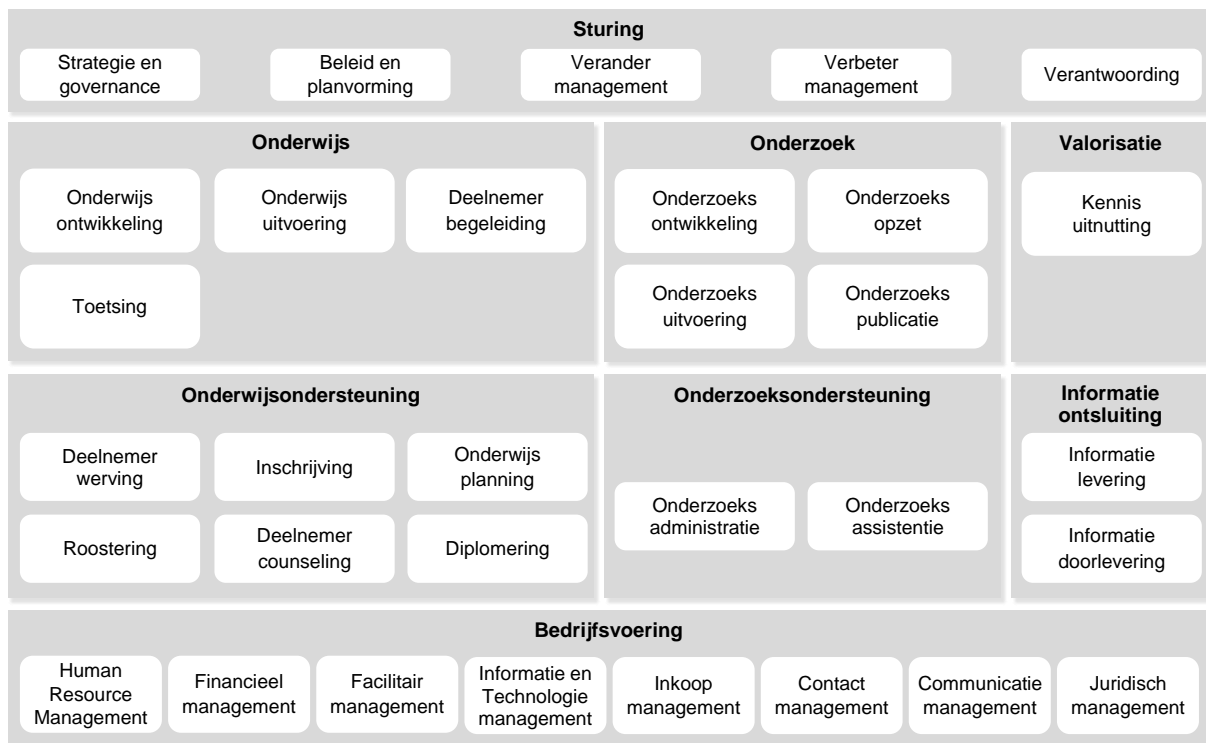 Sturing
Strategie en
governance
Beleid en
planvorming
Verander
management
Verbeter
management
Verantwoording
Onderwijs
Onderwijs
ontwikkeling
Onderwijs
uitvoering
Deelnemer
begeleiding
Toetsing
Onderzoek
Onderzoeks
ontwikkeling
Onderzoeks
opzet
Onderzoeks
uitvoering
Onderzoeks
publicatie
Valorisatie
Kennis
uitnutting
Onderwijsondersteuning
Deelnemer
werving
Inschrijving
Onderwijs
planning
Roostering
Deelnemer
counseling
Diplomering
Onderzoeksondersteuning
Onderzoeks
administratie
Onderzoeks
assistentie
Informatie
ontsluiting
Informatie
levering
Informatie
doorlevering
Bedrijfsvoering
Human
Resource
Management
Financieel
management
Facilitair
management
Informatie en
Technologie
management
Inkoop
management
Contact
management
Communicatie
management
Juridisch
management